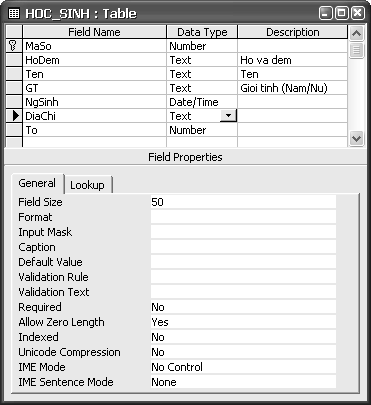 HOC_SINH : Table
Field Name Data Type Description
MaSo Number
HoDem Text Ho va dem
Ten Text Ten
GT Text Gioi tinh (Nam/Nu)
NgSinh Date/Time
DiaChi Text
To Number
Field Properties
General Lookup
Field Size 50
Format
Input Mask
Caption
Default Value
Validation Rule
Validation Text
Required No
Allow Zero Length Yes
Indexed No
Unicode Compression No
IME Mode No Control
IME Sentence Mode None